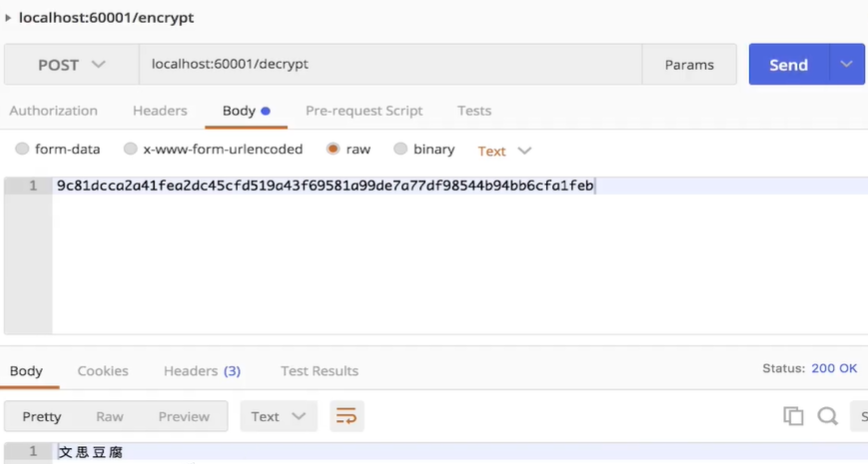 localhost:60001/encrypt
POST localhost:60001/decrypt Params Send
Authorization Headers Body Pre-request Script Tests
form-data x-www-form-urlencoded raw binary Text
1 9c81dcca2a41fea2dc45cfd519a43f69581a99de7a77df98544b94bb6cfa1feb
Body Cookies Headers (3) Test Results Status: 200 OK
Pretty Raw Preview Text S
1 文思豆腐